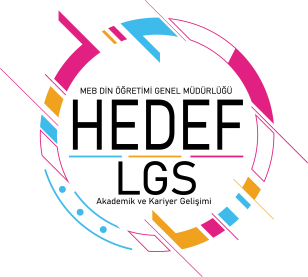 MEB DİN ÖĞRETİMİ GENEL MÜDÜRLÜĞÜ
HEDEF
LGS
Akademik ve Kariyer Gelişimi